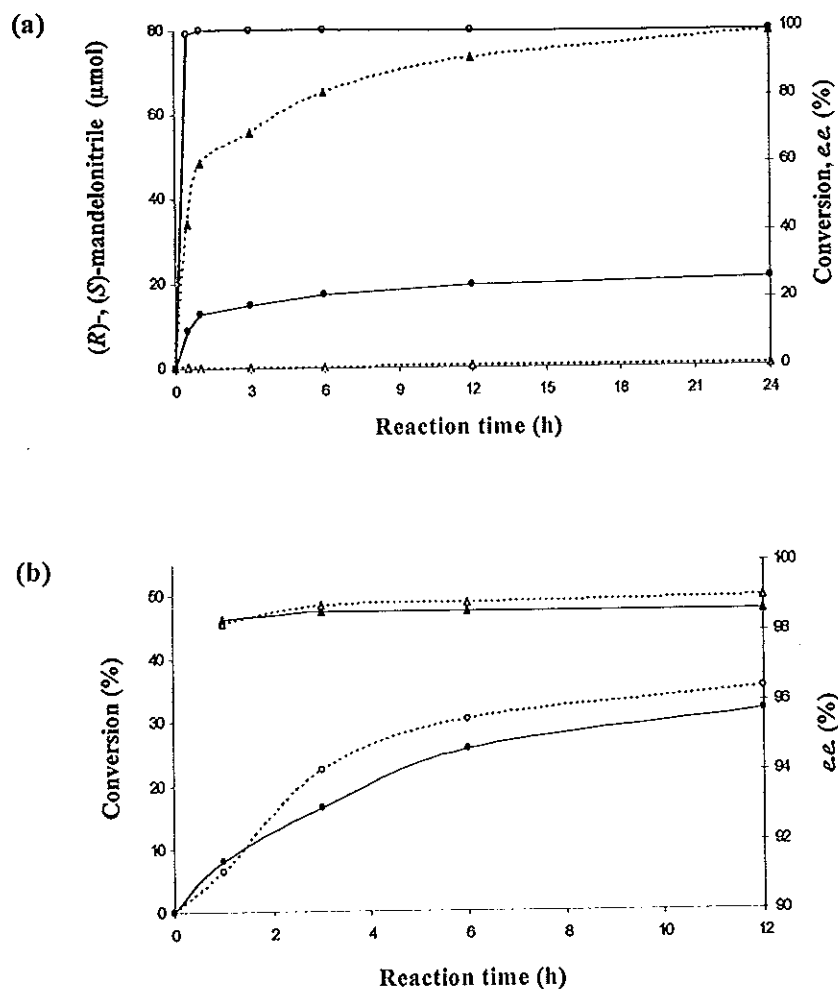 (a)
(R)-, (S)-mandelonitrile (µmol)
80
60
40
20
0
100
80
60
40
20
0
Conversion, e.e. (%)
0 3 6 9 12 15 18 21 24
Reaction time (h)
(b)
Conversion (%)
50
40
30
20
10
0
100
98
96
94
92
90
e.e. (%)
0 2 4 6 8 10 12
Reaction time (h)